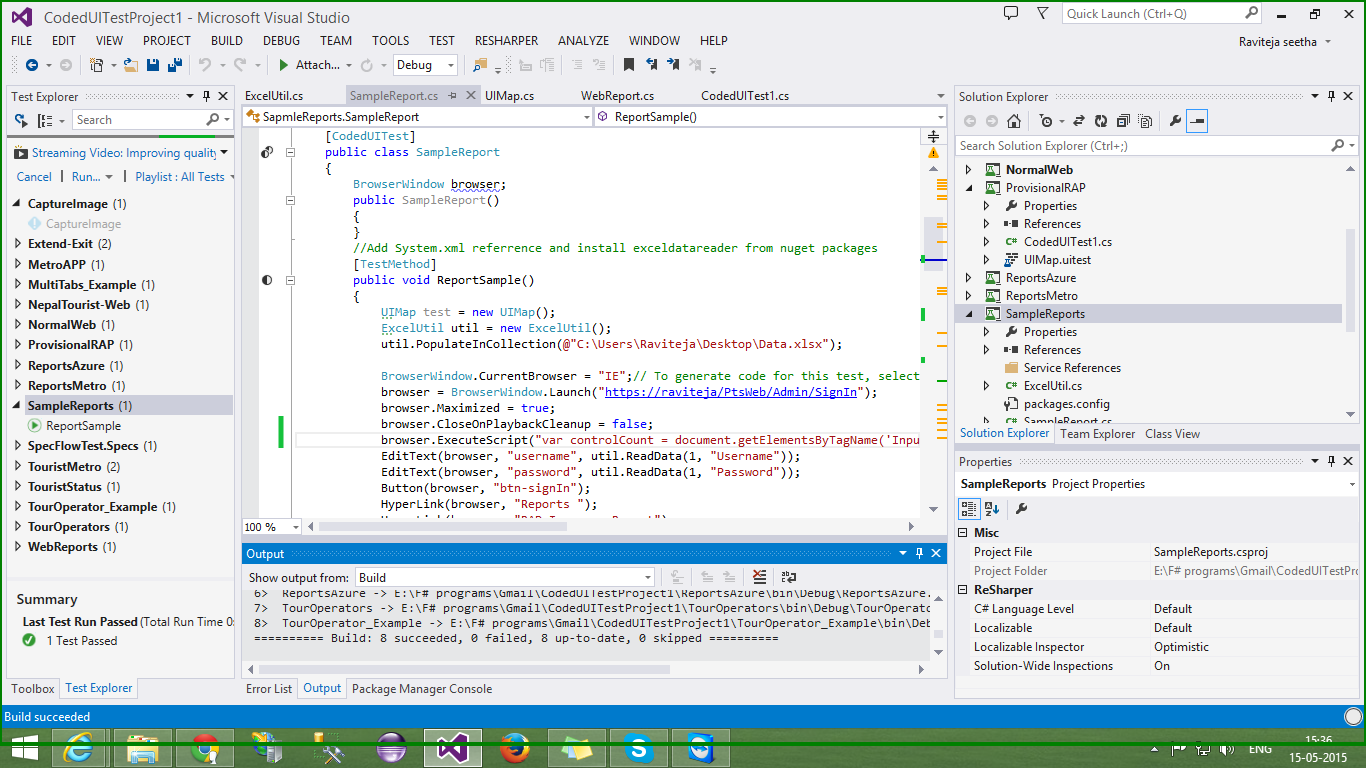 CodedUITestProject1 - Microsoft Visual Studio
Quick Launch (Ctrl+Q)
FILE EDIT VIEW PROJECT BUILD DEBUG TEAM TOOLS TEST RESHARPER ANALYZE WINDOW HELP
Raviteja seetha
Attach... Debug
Test Explorer
Search
Streaming Video: Improving quality
Cancel Run... Playlist : All Tests
CaptureImage (1)
CaptureImage
Extend-Exit (2)
MetroAPP (1)
MultiTabs_Example (1)
NepalTourist-Web (1)
NormalWeb (1)
ProvisionalRAP (1)
ReportsAzure (1)
ReportsMetro (1)
SampleReports (1)
ReportSample
SpecFlowTest.Specs (1)
TouristMetro (2)
TouristStatus (1)
TourOperator_Example (1)
TourOperators (1)
WebReports (1)
Summary
Last Test Run Passed (Total Run Time 0:
1 Test Passed
Toolbox Test Explorer
ExcelUtil.cs SampleReport.cs UIMap.cs WebReport.cs CodedUITest1.cs
SapmleReports.SampleReport ReportSample()
[CodedUITest]
public class SampleReport
{
BrowserWindow browser;
public SampleReport()
{
}
//Add System.xml referrence and install exceldatareader from nuget packages
[TestMethod]
public void ReportSample()
{
UIMap test = new UIMap();
ExcelUtil util = new ExcelUtil();
util.PopulateInCollection(@"C:\Users\Raviteja\Desktop\Data.xlsx");
BrowserWindow.CurrentBrowser = "IE";// To generate code for this test, select
browser = BrowserWindow.Launch("https://raviteja/PtsWeb/Admin/SignIn");
browser.Maximized = true;
browser.CloseOnPlaybackCleanup = false;
browser.ExecuteScript("var controlCount = document.getElementsByTagName('Inpu
EditText(browser, "username", util.ReadData(1, "Username"));
EditText(browser, "password", util.ReadData(1, "Password"));
Button(browser, "btn-signIn");
HyperLink(browser, "Reports ");
100 %
Output
Show output from: Build
6> ReportsAzure -> E:\F# programs\Gmail\CodedUITestProject1\ReportsAzure\bin\Debug\ReportsAzure.
7> TourOperators -> E:\F# programs\Gmail\CodedUITestProject1\TourOperators\bin\Debug\TourOperato
8> TourOperator_Example -> E:\F# programs\Gmail\CodedUITestProject1\TourOperator_Example\bin\Deb
========== Build: 8 succeeded, 0 failed, 8 up-to-date, 0 skipped ==========
Error List Output Package Manager Console
Solution Explorer
Search Solution Explorer (Ctrl+;)
NormalWeb
ProvisionalRAP
Properties
References
CodedUITest1.cs
UIMap.uitest
ReportsAzure
ReportsMetro
SampleReports
Properties
References
Service References
ExcelUtil.cs
packages.config
SampleReport.cs
Solution Explorer Team Explorer Class View
Properties
SampleReports Project Properties
Misc
Project File SampleReports.csproj
Project Folder E:\F# programs\Gmail\CodedUITestPro
ReSharper
C# Language Level Default
Localizable Default
Localizable Inspector Optimistic
Solution-Wide Inspections On
Build succeeded
ENG
15:36
15-05-2015